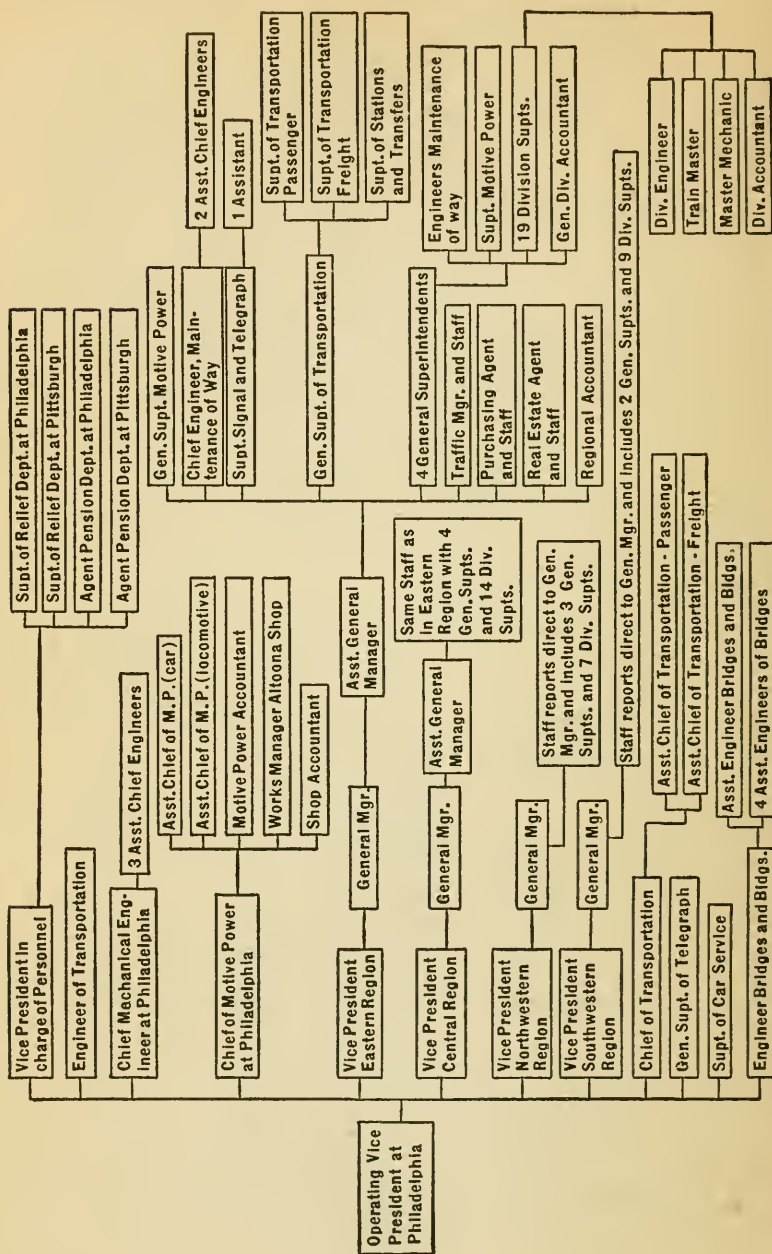 Operating Vice
President at
Philadelphia
Vice President in
charge of Personnel
Supt. of Relief Dept. at Philadelphia
Supt. of Relief Dept. at Pittsburgh
Agent Pension Dept. at Philadelphia
Agent Pension Dept. at Pittsburgh
Engineer of Transportation
Chief Mechanical Eng-
ineer at Philadelphia
3 Asst. Chief Engineers
Chief of Motive Power
at Philadelphia
Asst. Chief of M.P. (car)
Asst. Chief of M.P. (locomotive)
Motive Power Accountant
Works Manager Altoona Shop
Shop Accountant
Vice President
Eastern Region
General Mgr.
Asst. General
Manager
Gen. Supt. Motive Power
Chief Engineer, Main-
tenance of Way
2 Asst. Chief Engineers
Supt. Signal and Telegraph
1 Assistant
Gen. Supt. of Transportation
Supt. of Transportation
Passenger
Supt. of Transportation
Freight
Supt. of Stations
and Transfers
4 General Superintendents
Engineers Maintenance
of way
Supt. Motive Power
19 Division Supts.
Gen. Div. Accountant
Div. Engineer
Train Master
Master Mechanic
Div. Accountant
Traffic Mgr. and Staff
Purchasing Agent
and Staff
Real Estate Agent
and Staff
Regional Accountant
Vice President
Central Region
General Mgr.
Asst. General
Manager
Same Staff as
in Eastern
Region with 4
Gen. Supts.
and 14 Div.
Supts.
Vice President
Northwestern
Region
General Mgr.
Staff reports direct to Gen.
Mgr. and includes 3 Gen.
Supts. and 7 Div. Supts.
Vice President
Southwestern
Region
General Mgr.
Staff reports direct to Gen. Mgr. and includes 2 Gen. Supts. and 9 Div. Supts.
Chief of Transportation
Asst. Chief of Transportation - Passenger
Asst. Chief of Transportation - Freight
Gen. Supt. of Telegraph
Supt. of Car Service
Engineer Bridges and Bldgs.
Asst. Engineer Bridges and Bldgs.
4 Asst. Engineers of Bridges